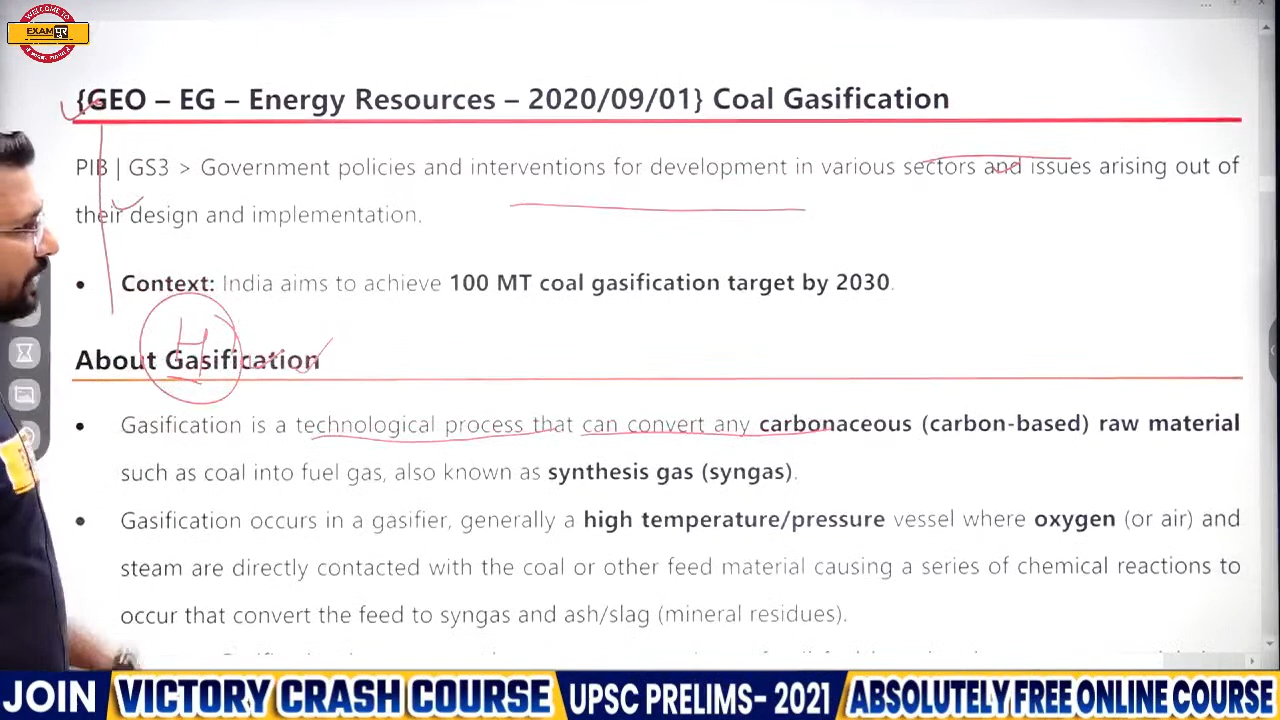 WELCOME TO
EXAM पुर
{GEO – EG – Energy Resources – 2020/09/01} Coal Gasification
PIB | GS3 > Government policies and interventions for development in various sectors and issues arising out of
their design and implementation.
• Context: India aims to achieve 100 MT coal gasification target by 2030.
H
About Gasification
• Gasification is a technological process that can convert any carbonaceous (carbon-based) raw material
such as coal into fuel gas, also known as synthesis gas (syngas).
• Gasification occurs in a gasifier, generally a high temperature/pressure vessel where oxygen (or air) and
steam are directly contacted with the coal or other feed material causing a series of chemical reactions to
occur that convert the feed to syngas and ash/slag (mineral residues).
JOIN VICTORY CRASH COURSE UPSC PRELIMS- 2021 ABSOLUTELY FREE ONLINE COURSE